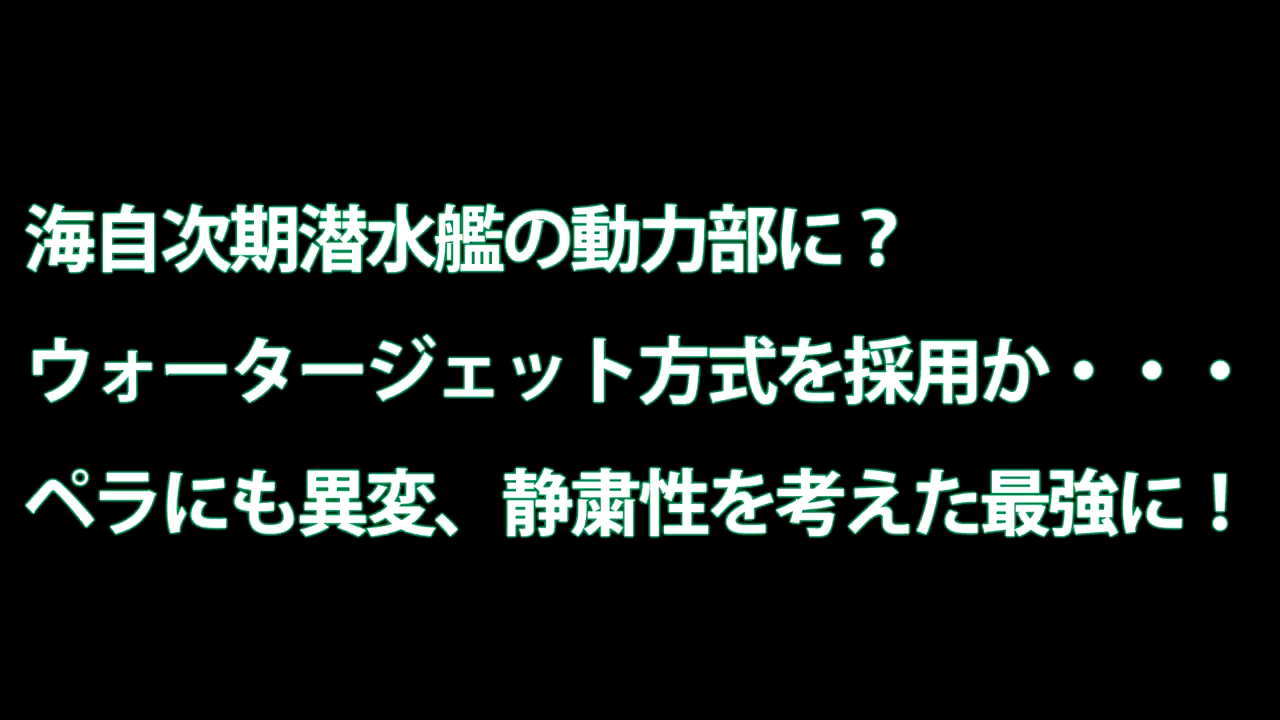 海自次期潜水艦の動力部に？
ウォータージェット方式を採用か・・・
ペラにも異変、静粛性を考えた最強に！